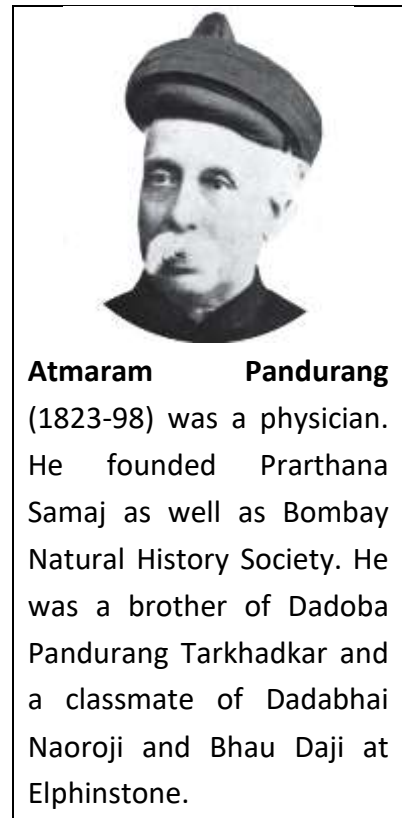 Atmaram Pandurang
(1823-98) was a physician.
He founded Prarthana
Samaj as well as Bombay
Natural History Society. He
was a brother of Dadoba
Pandurang Tarkhadkar and
a classmate of Dadabhai
Naoroji and Bhau Daji at
Elphinstone.